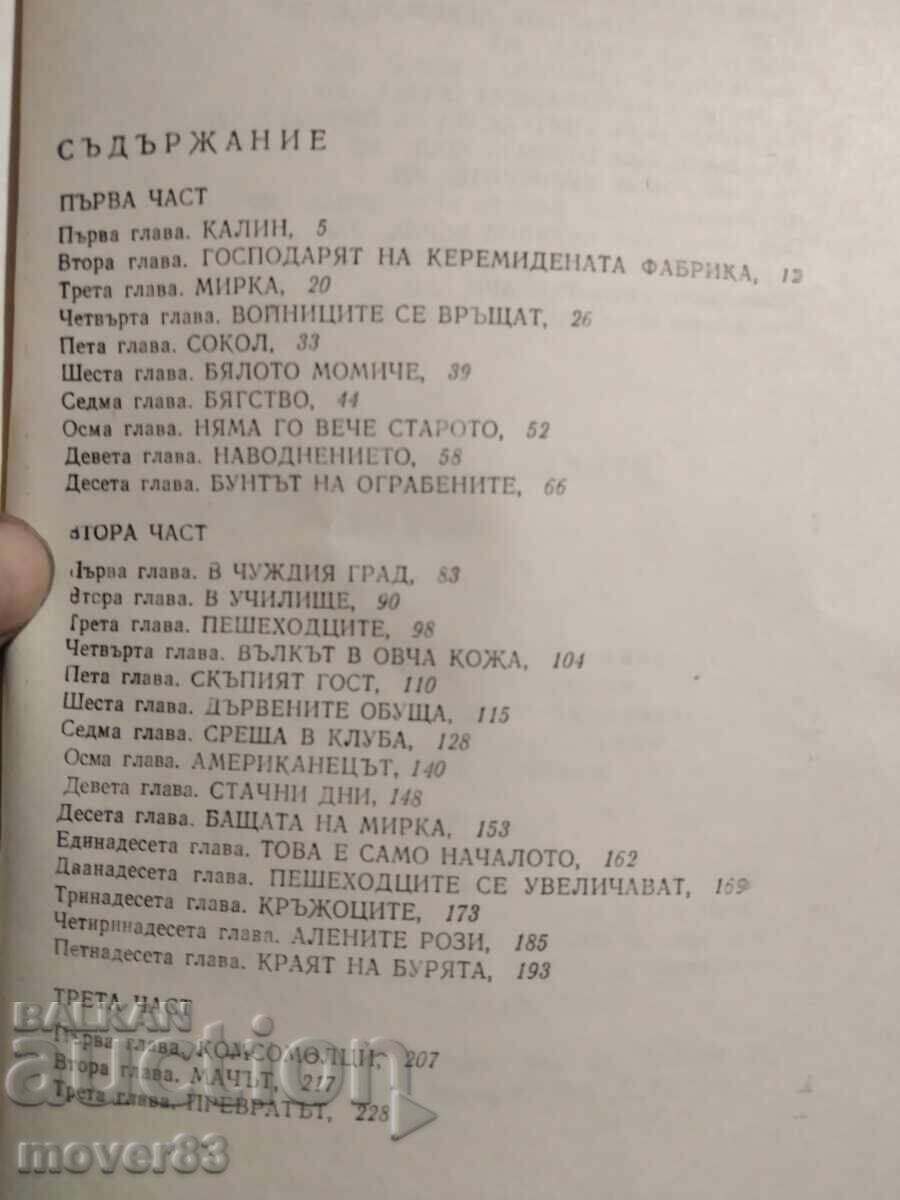 СЪДЪРЖАНИЕ
ПЪРВА ЧАСТ
Първа глава. КАЛИН, 5
Втора глава. ГОСПОДАРЯТ НА КЕРЕМИДЕНАТА ФАБРИКА, 12
Трета глава. МИРКА, 20
Четвърта глава. ВОЙНИЦИТЕ СЕ ВРЪЩАТ, 26
Пета глава. СОКОЛ, 33
Шеста глава. БЯЛОТО МОМИЧЕ, 39
Седма глава. БЯГСТВО, 44
Осма глава. НЯМА ГО ВЕЧЕ СТАРОТО, 52
Девета глава. НАВОДНЕНИЕТО, 58
Десета глава. БУНТЪТ НА ОГРАБЕНИТЕ, 66
ВТОРА ЧАСТ
Първа глава. В ЧУЖДИЯ ГРАД, 83
Втора глава. В УЧИЛИЩЕ, 90
Трета глава. ПЕШЕХОДЦИТЕ, 98
Четвърта глава. ВЪЛКЪТ В ОВЧА КОЖА, 104
Пета глава. СКЪПИЯТ ГОСТ, 110
Шеста глава. ДЪРВЕНИТЕ ОБУЩА, 115
Седма глава. СРЕЩА В КЛУБА, 128
Осма глава. АМЕРИКАНЕЦЪТ, 140
Девета глава. СТАЧНИ ДНИ, 148
Десета глава. БАЩАТА НА МИРКА, 153
Единадесета глава. ТОВА Е САМО НАЧАЛОТО, 162
Дванадесета глава. ПЕШЕХОДЦИТЕ СЕ УВЕЛИЧАВАТ, 169
Тринадесета глава. КРЪЖОЦИТЕ, 173
Четиринадесета глава. АЛЕНИТЕ РОЗИ, 185
Петнадесета глава. КРАЯТ НА БУРЯТА, 193
ТРЕТА ЧАСТ
Първа глава. КОМСОМОЛЦИ, 207
Втора глава. МАЧЪТ, 217
Трета глава. ПРЕВРАТЪТ, 228
BALKAN
auction
mover83